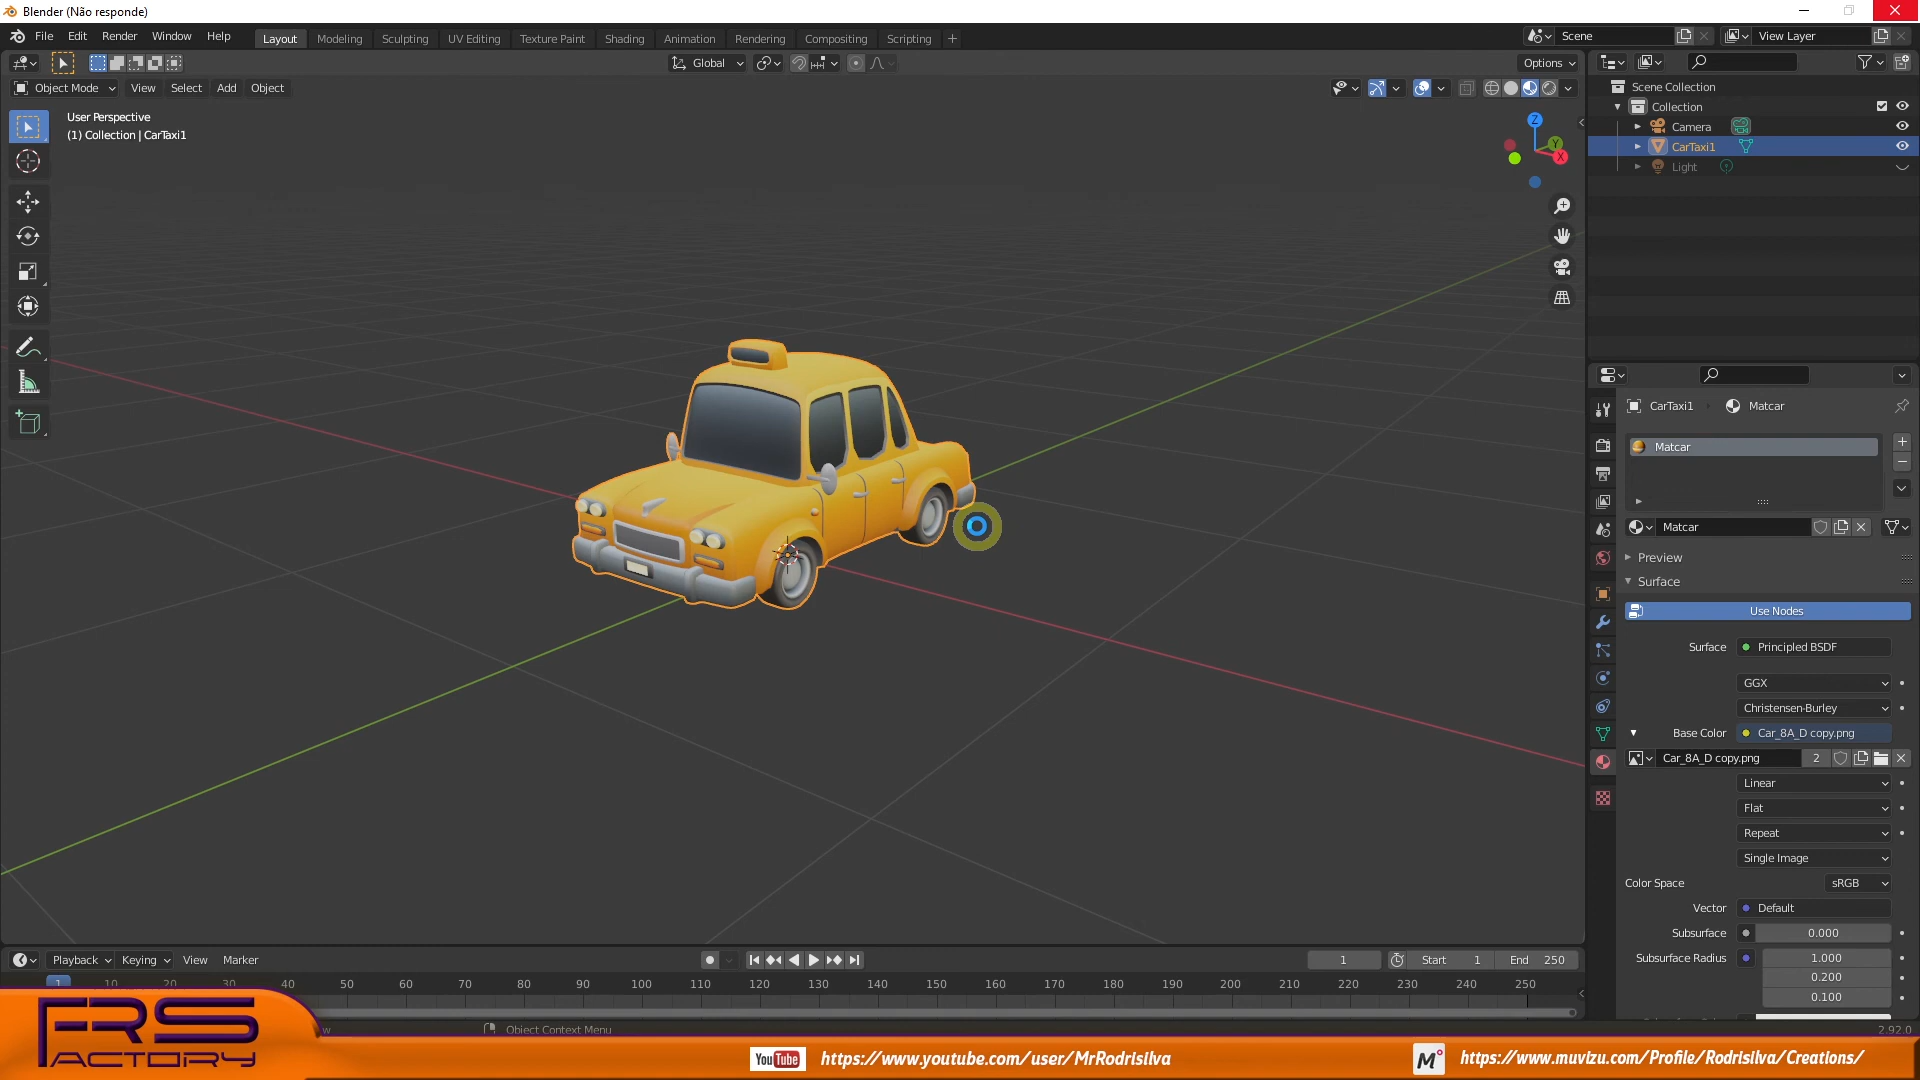 Blender (Não responde)
File Edit Render Window Help Layout Modeling Sculpting UV Editing Texture Paint Shading Animation Rendering Compositing Scripting + Scene View Layer
Global Options
Object Mode View Select Add Object
User Perspective
(1) Collection | CarTaxi1
Z
Y
X
Scene Collection
Collection
Camera
CarTaxi1
Light
CarTaxi1 Matcar
Matcar
Matcar
Preview
Surface
Use Nodes
Surface Principled BSDF
GGX
Christensen-Burley
Base Color Car_8A_D copy.png
Car_8A_D copy.png 2
Linear
Flat
Repeat
Single Image
Color Space sRGB
Vector Default
Subsurface 0.000
Subsurface Radius 1.000
0.200
0.100
Playback Keying View Marker 1 Start 1 End 250
1 10 20 30 40 50 60 70 80 90 100 110 120 130 140 150 160 170 180 190 200 210 220 230 240 250
Object Context Menu
2.92.0
FRS
FACTORY
YouTube https://www.youtube.com/user/MrRodrisilva
M https://www.muvizu.com/Profile/Rodrisilva/Creations/